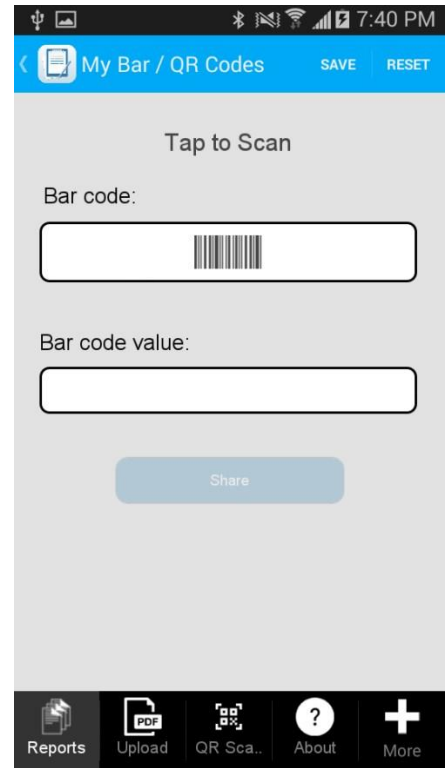 7:40 PM
My Bar / QR Codes SAVE RESET
Tap to Scan
Bar code:
Bar code value:
Share
PDF ?
Reports Upload QR Sca.. About More